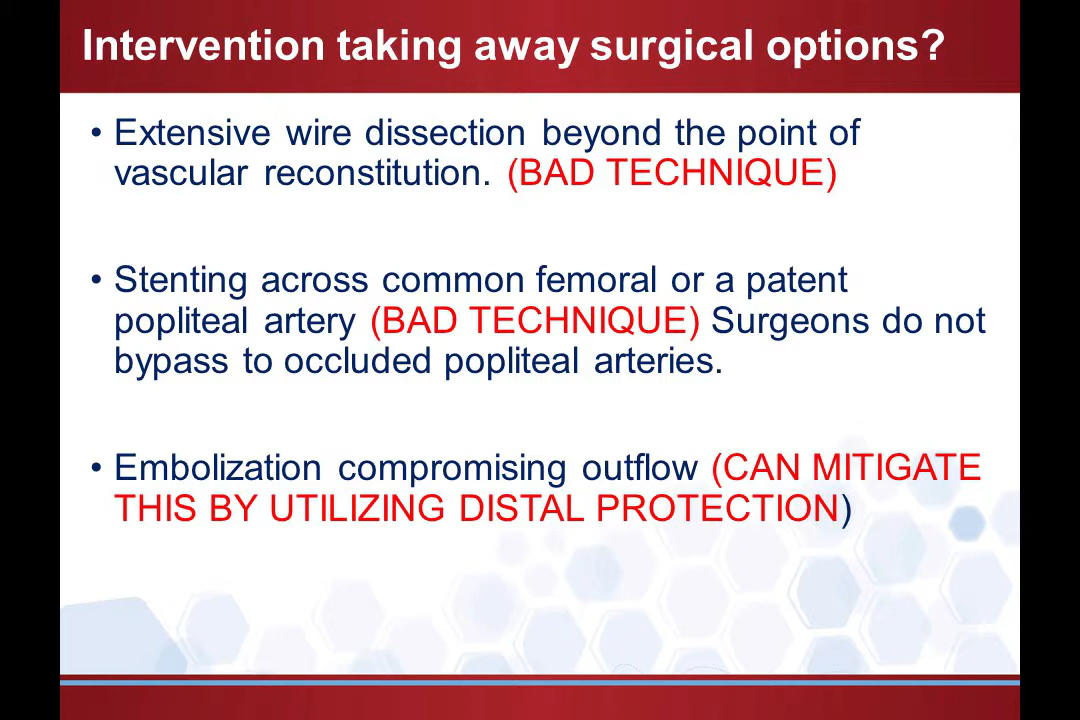 Intervention taking away surgical options?
• Extensive wire dissection beyond the point of
vascular reconstitution. (BAD TECHNIQUE)
• Stenting across common femoral or a patent
popliteal artery (BAD TECHNIQUE) Surgeons do not
bypass to occluded popliteal arteries.
• Embolization compromising outflow (CAN MITIGATE
THIS BY UTILIZING DISTAL PROTECTION)